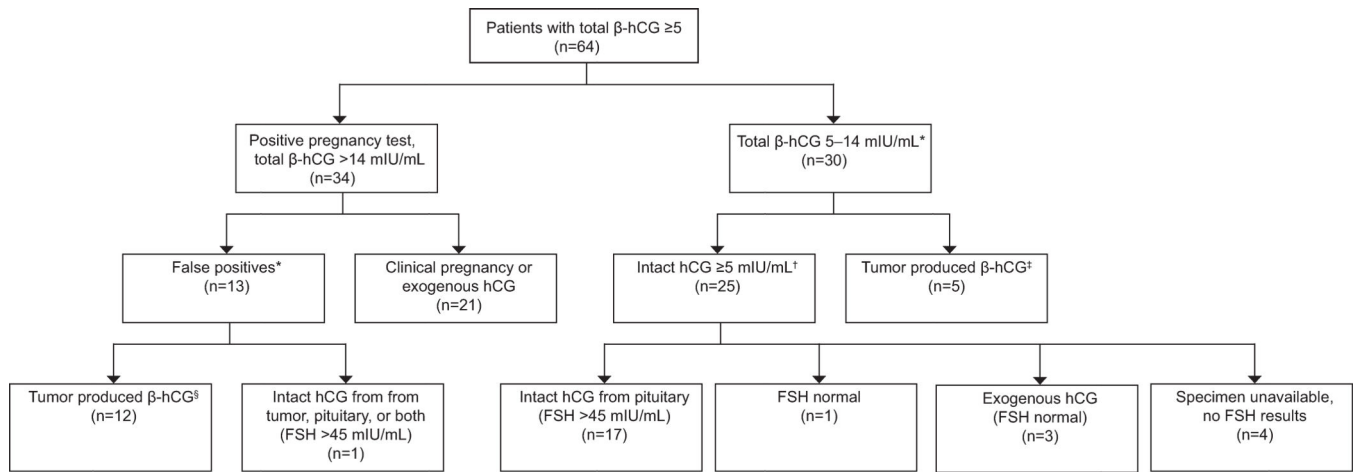 Patients with total β-hCG ≥5
(n=64)
Positive pregnancy test,
total β-hCG >14 mIU/mL
(n=34)
Total β-hCG 5–14 mIU/mL*
(n=30)
False positives*
(n=13)
Clinical pregnancy or
exogenous hCG
(n=21)
Intact hCG ≥5 mIU/mL†
(n=25)
Tumor produced β-hCG‡
(n=5)
Tumor produced β-hCG§
(n=12)
Intact hCG from from
tumor, pituitary, or both
(FSH >45 mIU/mL)
(n=1)
Intact hCG from pituitary
(FSH >45 mIU/mL)
(n=17)
FSH normal
(n=1)
Exogenous hCG
(FSH normal)
(n=3)
Specimen unavailable,
no FSH results
(n=4)